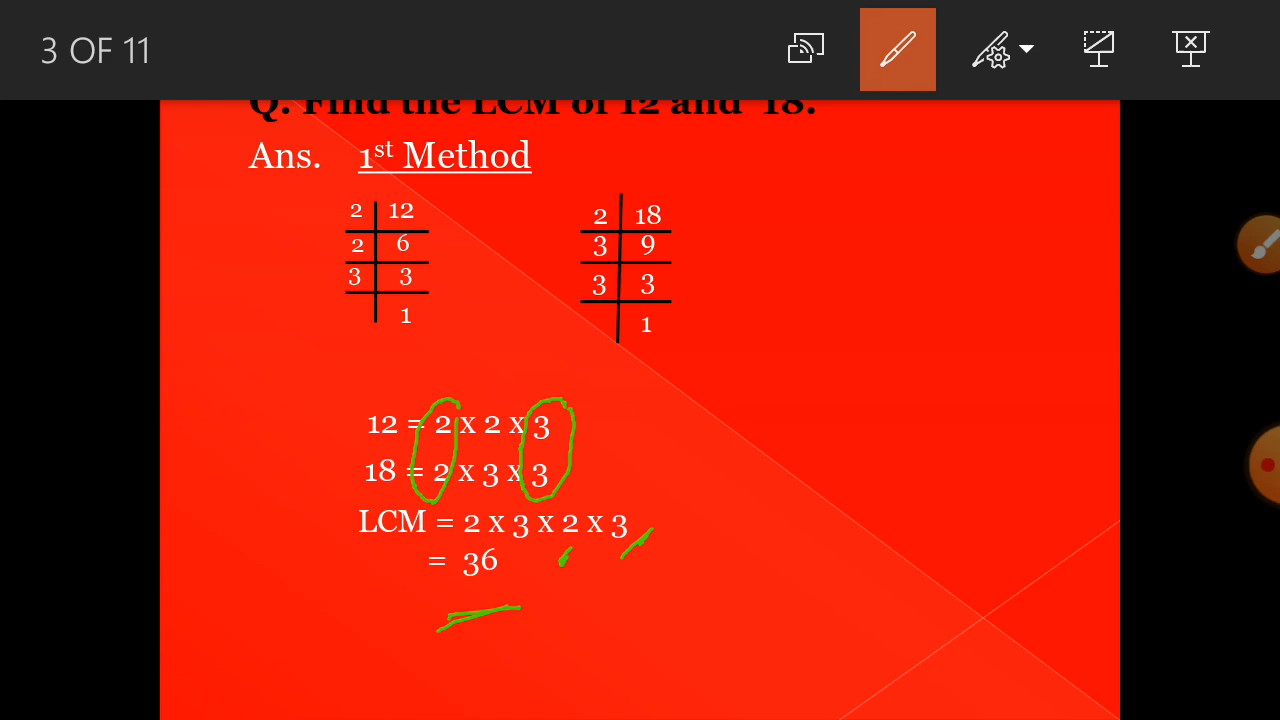 3 OF 11
Q. Find the LCM of 12 and 18.
Ans. 1st Method
2 12
2 6
3 3
1
2 18
3 9
3 3
1
12 = 2 x 2 x 3
18 = 2 x 3 x 3
LCM = 2 x 3 x 2 x 3
= 36